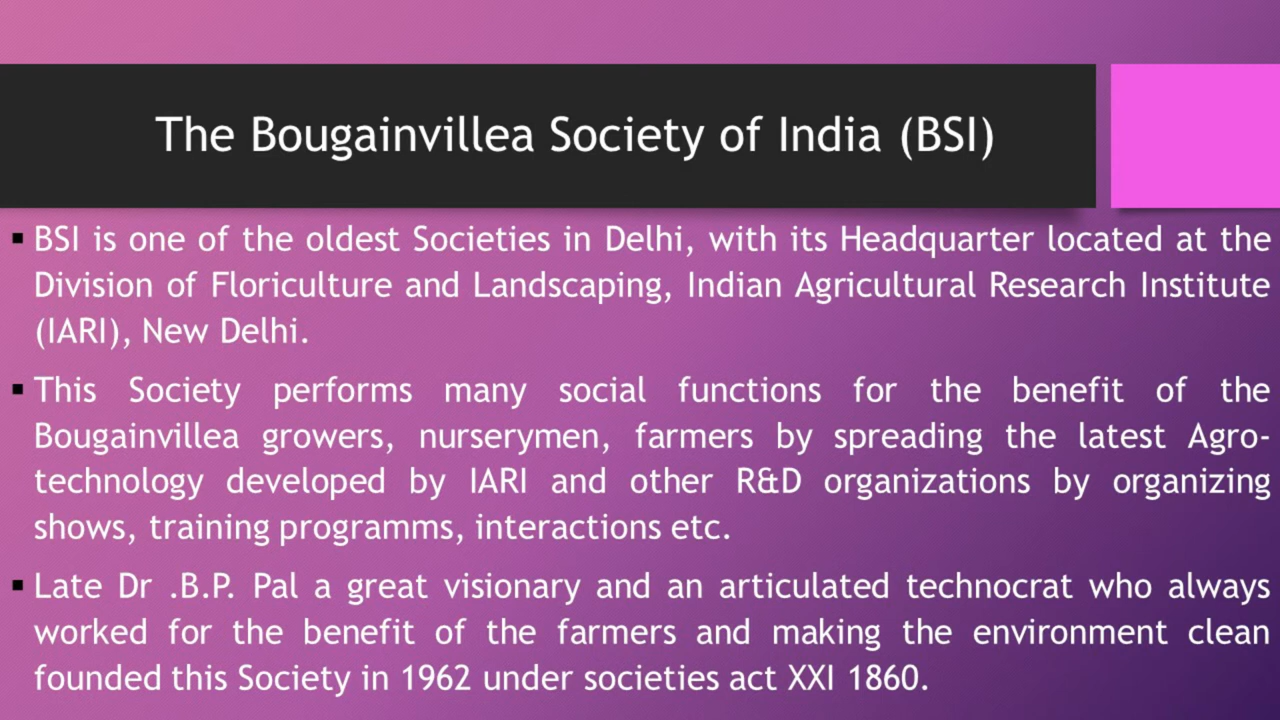 The Bougainvillea Society of India (BSI)
▪ BSI is one of the oldest Societies in Delhi, with its Headquarter located at the
Division of Floriculture and Landscaping, Indian Agricultural Research Institute
(IARI), New Delhi.
▪ This Society performs many social functions for the benefit of the
Bougainvillea growers, nurserymen, farmers by spreading the latest Agro-
technology developed by IARI and other R&D organizations by organizing
shows, training programms, interactions etc.
▪ Late Dr .B.P. Pal a great visionary and an articulated technocrat who always
worked for the benefit of the farmers and making the environment clean
founded this Society in 1962 under societies act XXI 1860.